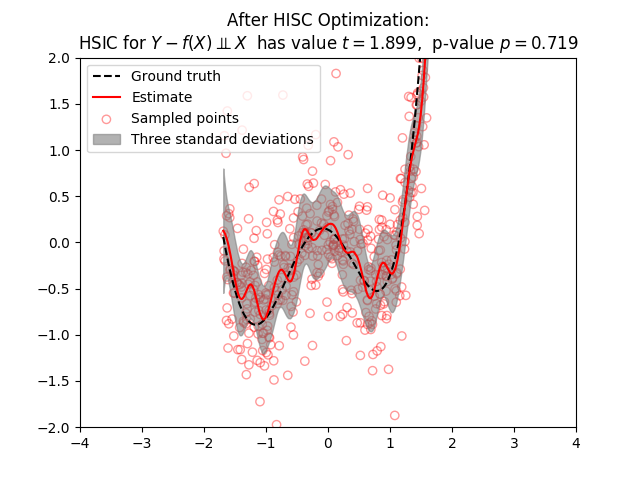 After HISC Optimization:
HSIC for Y − f(X) ⫫ X has value t = 1.899, p-value p = 0.719
2.0
1.5
1.0
0.5
0.0
−0.5
−1.0
−1.5
−2.0
Ground truth
Estimate
Sampled points
Three standard deviations
−4 −3 −2 −1 0 1 2 3 4